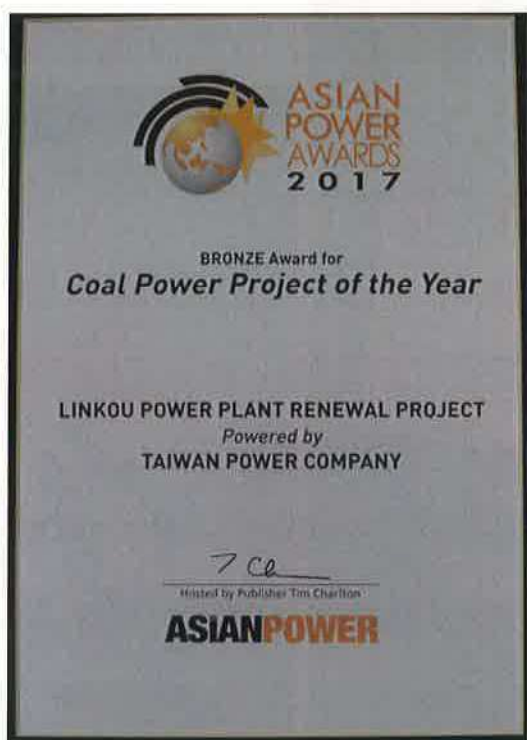 ASIAN
POWER
AWARDS
2017
BRONZE Award for
Coal Power Project of the Year
LINKOU POWER PLANT RENEWAL PROJECT
Powered by
TAIWAN POWER COMPANY
Hosted by Publisher Tim Charlton
ASIANPOWER